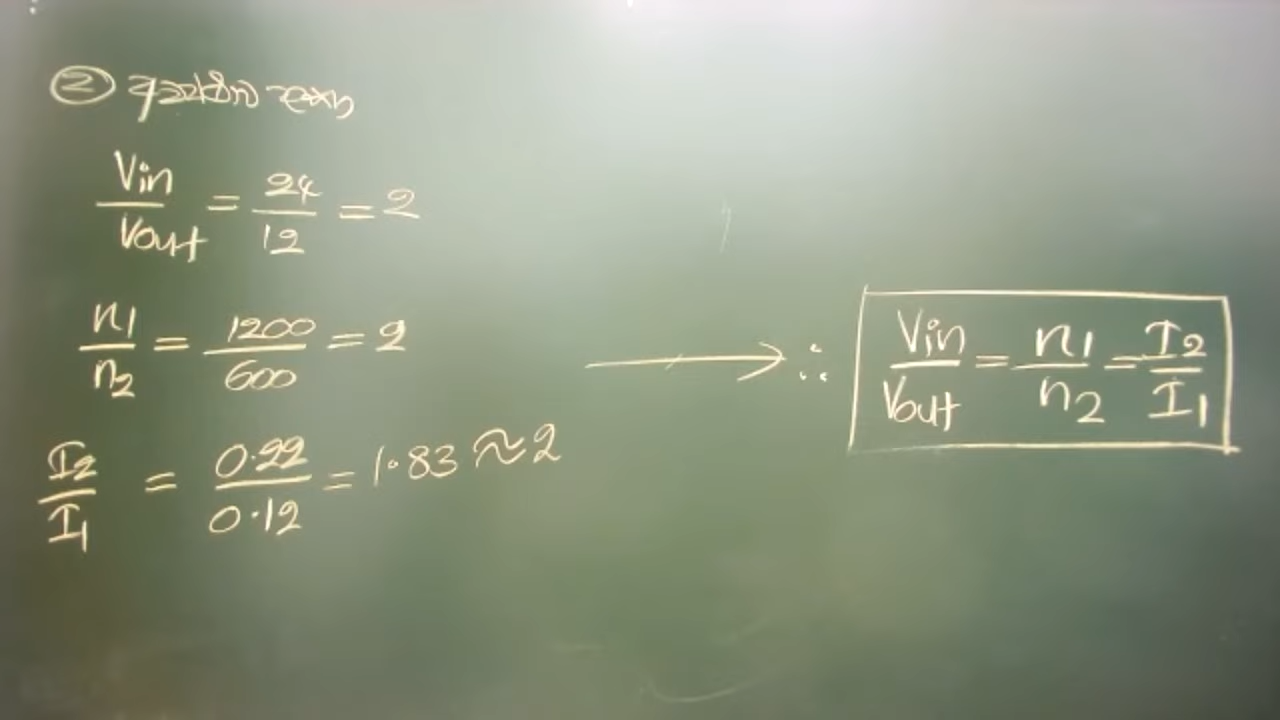 ②
Vin/Vout = 24/12 = 2
n1/n2 = 1200/600 = 2
I2/I1 = 0.22/0.12 = 1.83 ≈ 2
∴ Vin/Vout = n1/n2 = I2/I1